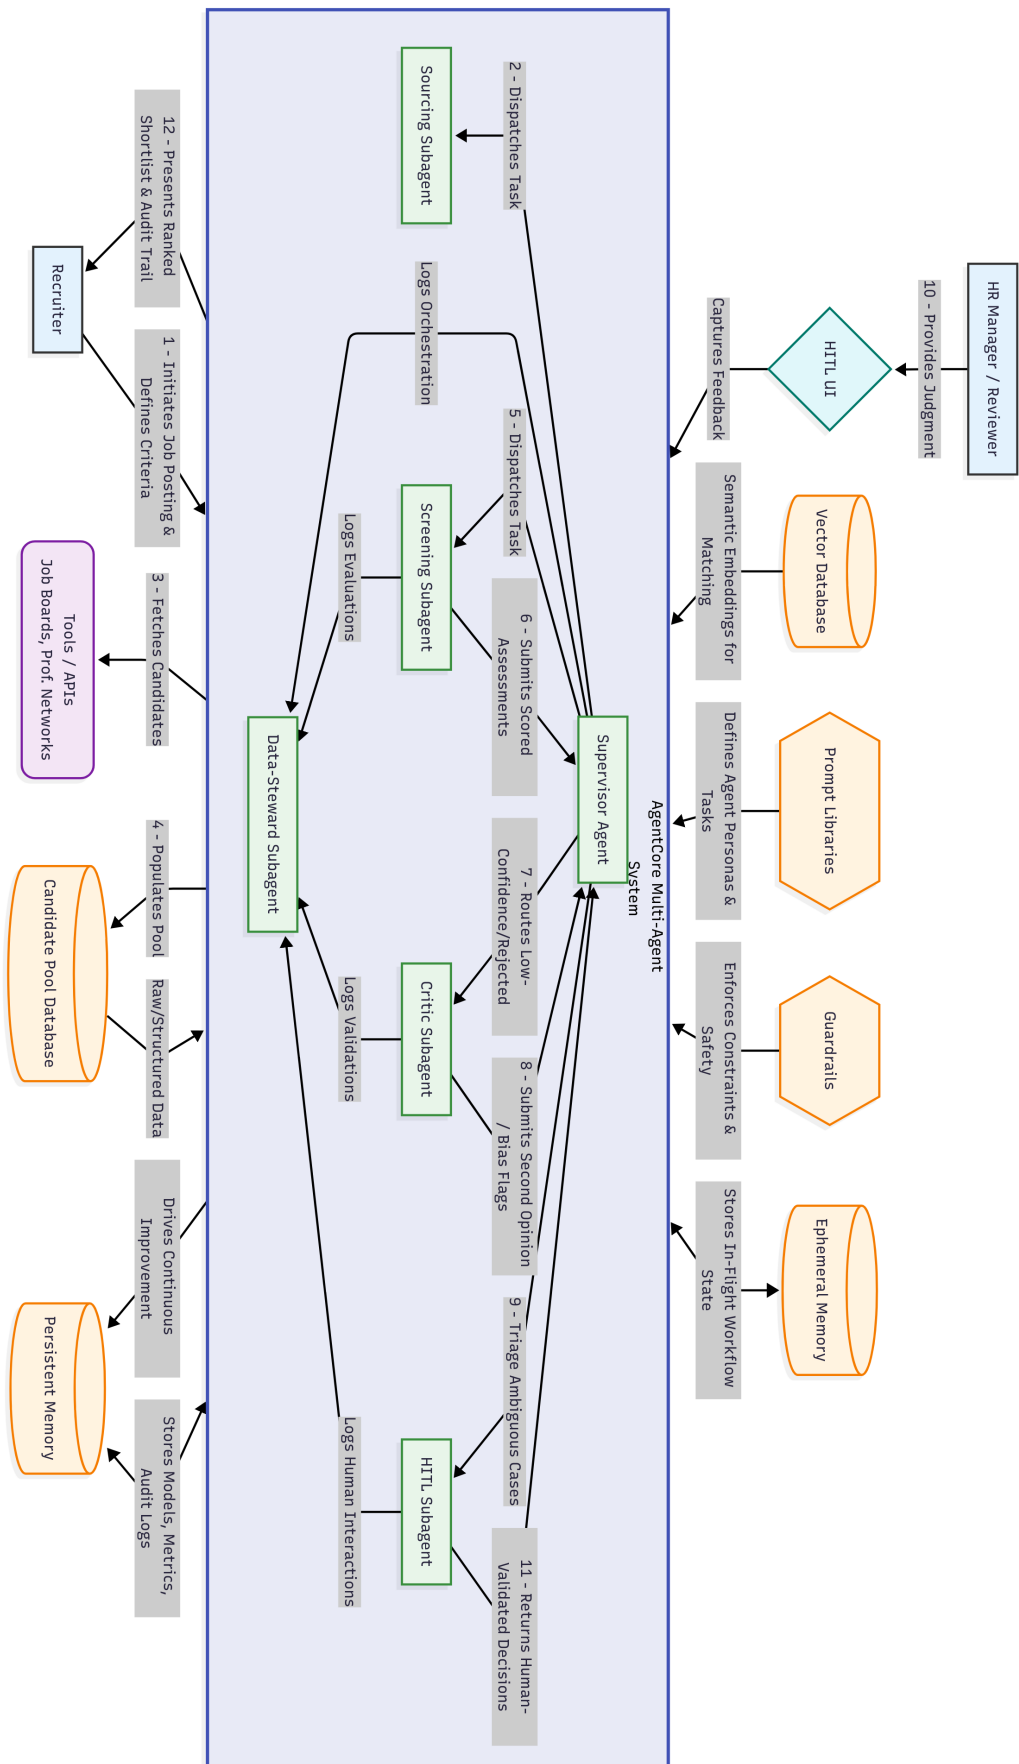 HR Manager / Reviewer
10 - Provides Judgment
HITL UI
Vector Database
Prompt Libraries
Guardrails
Ephemeral Memory
Captures Feedback
Semantic Embeddings for
Matching
Defines Agent Personas &
Tasks
Enforces Constraints &
Safety
Stores In-Flight Workflow
State
AgentCore Multi-Agent
System
Supervisor Agent
2 - Dispatches Task
5 - Dispatches Task
6 - Submits Scored
Assessments
7 - Routes Low-
Confidence/Rejected
8 - Submits Second Opinion
/ Bias Flags
9 - Triage Ambiguous Cases
11 - Returns Human-
Validated Decisions
Sourcing Subagent
Logs Orchestration
Screening Subagent
Critic Subagent
HITL Subagent
Logs Evaluations
Logs Validations
Logs Human Interactions
Data-Steward Subagent
12 - Presents Ranked
Shortlist & Audit Trail
1 - Initiates Job Posting &
Defines Criteria
3 - Fetches Candidates
4 - Populates Pool
Raw/Structured Data
Drives Continuous
Improvement
Stores Models, Metrics,
Audit Logs
Recruiter
Tools / APIs
Job Boards, Prof. Networks
Candidate Pool Database
Persistent Memory